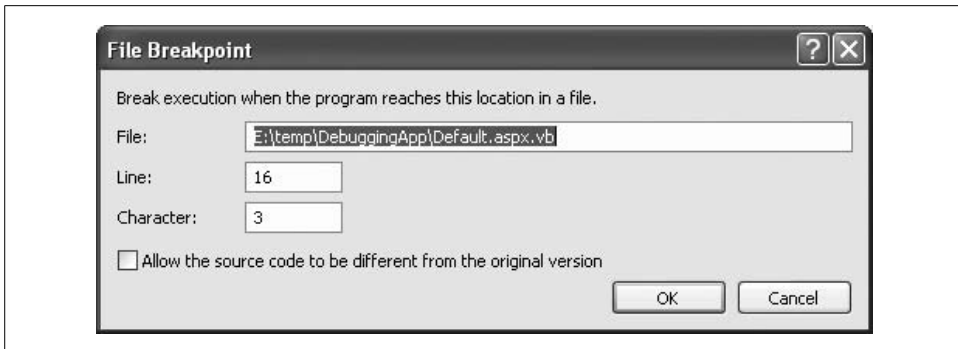 File Breakpoint
Break execution when the program reaches this location in a file.
File: E:\temp\DebuggingApp\Default.aspx.vb
Line: 16
Character: 3
Allow the source code to be different from the original version
OK Cancel